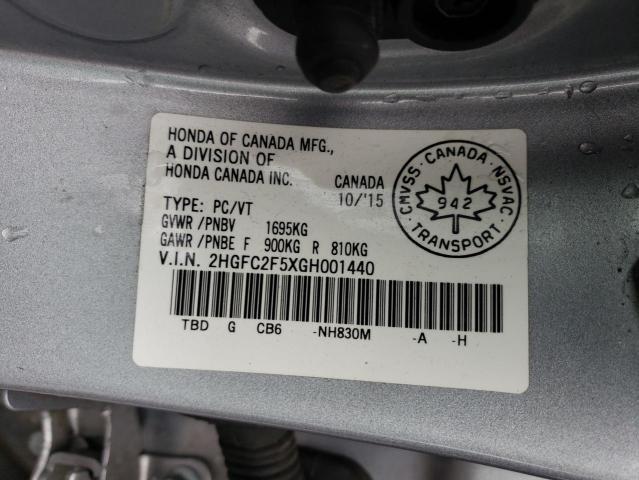 HONDA OF CANADA MFG.,
A DIVISION OF
HONDA CANADA INC.
CANADA
10/'15
TYPE: PC/VT
GVWR /PNBV 1695KG
GAWR /PNBE F 900KG R 810KG
V.I.N. 2HGFC2F5XGH001440
TBD G CB6 -NH830M -A -H
CMVSS · CANADA · NSVAC
942
· TRANSPORT ·